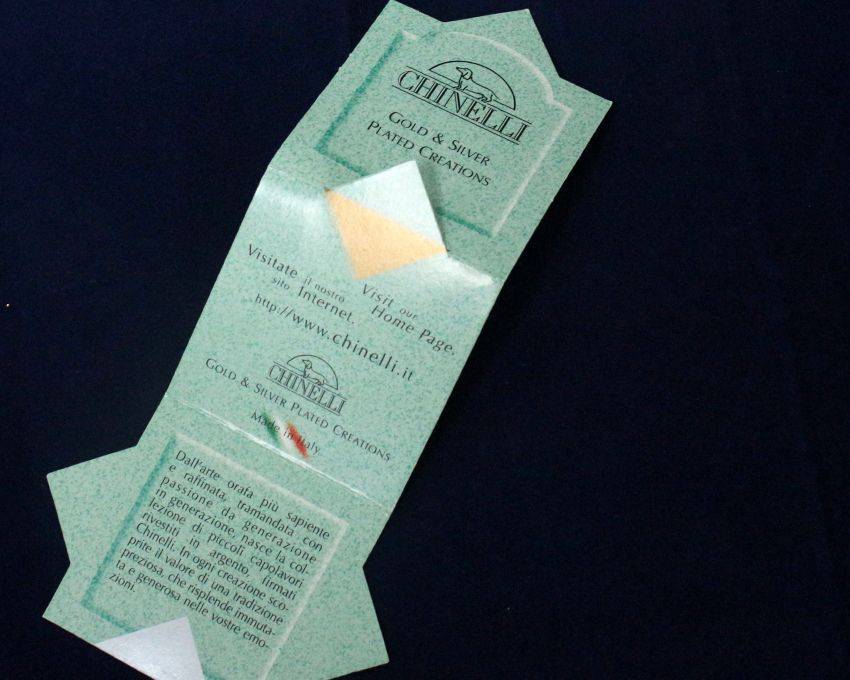 CHINELLI
GOLD & SILVER
PLATED CREATIONS
Visitate il nostro
sito Internet.
Visit our
Home Page.
http://www.chinelli.it
CHINELLI
GOLD & SILVER PLATED CREATIONS
Made in Italy
Dall'arte orafa più sapiente
e raffinata, tramandata con
passione da generazione
in generazione, nasce la col-
lezione di piccoli capolavori
rivestiti in argento, firmati
Chinelli. In ogni creazione sco-
prite il valore di una tradizione
preziosa, che risplende immuta-
ta e generosa nelle vostre emo-
zioni.